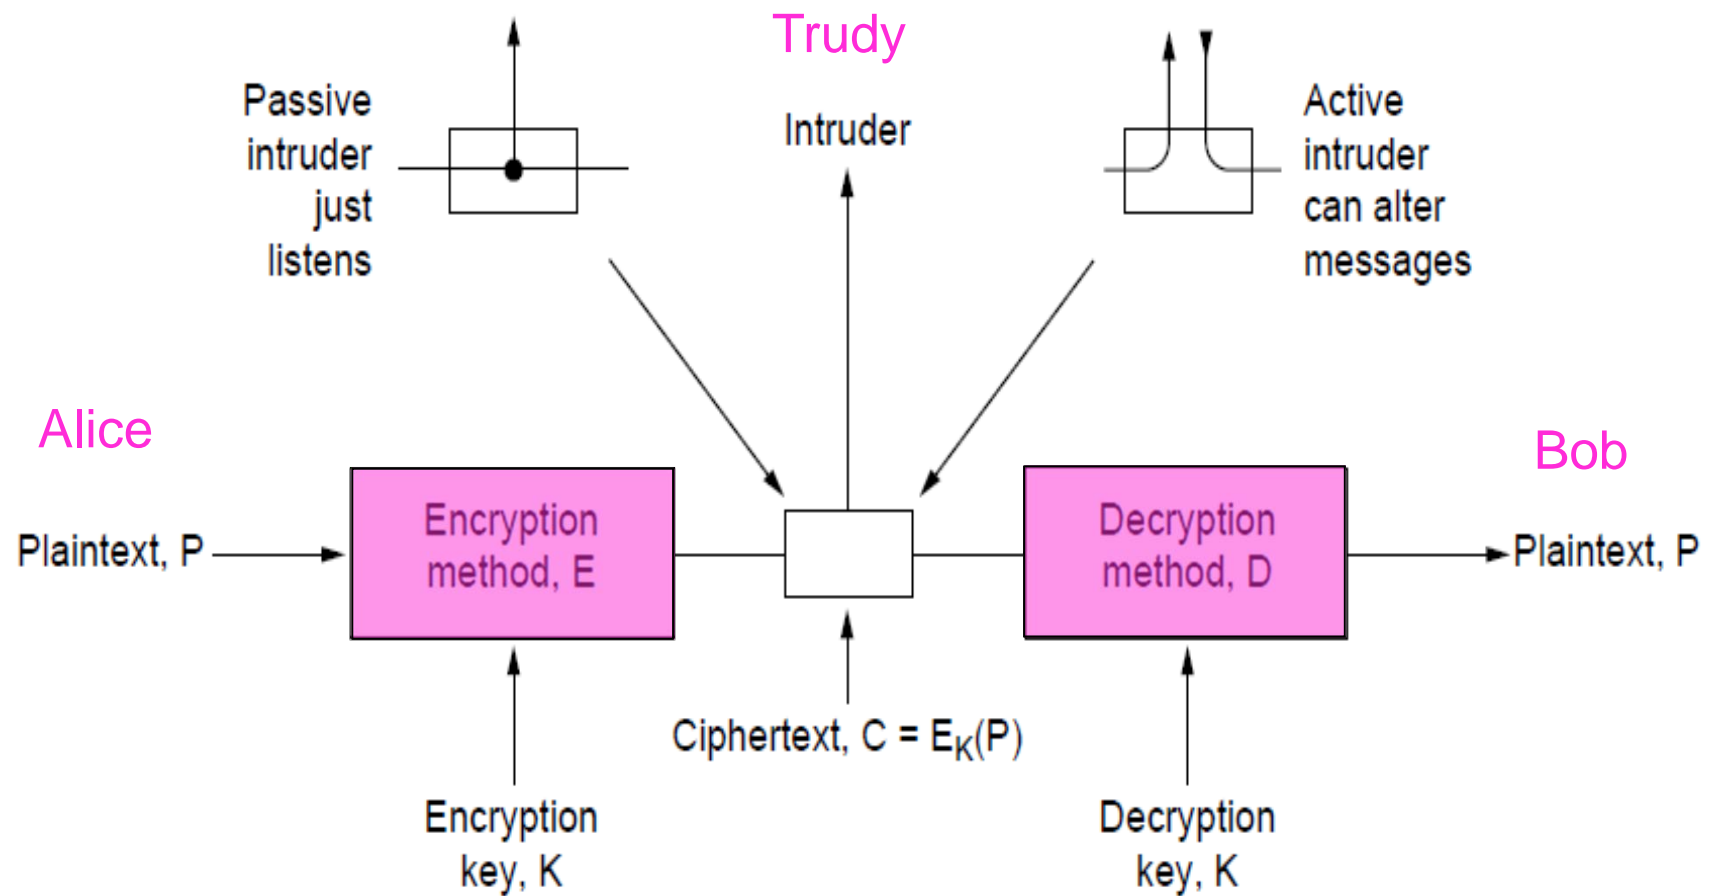 Trudy
Passive
intruder
just
listens
Intruder
Active
intruder
can alter
messages
Alice
Bob
Plaintext, P
Encryption
method, E
Decryption
method, D
Plaintext, P
Ciphertext, C = E_K(P)
Encryption
key, K
Decryption
key, K